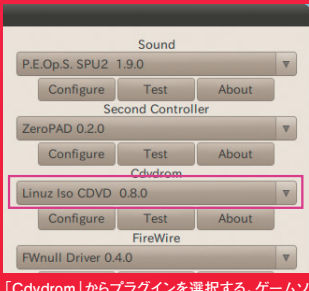 Sound
P.E.Op.S. SPU2 1.9.0
Configure Test About
Second Controller
ZeroPAD 0.2.0
Configure Test About
Cdvdrom
Linuz Iso CDVD 0.8.0
Configure Test About
FireWire
FWnull Driver 0.4.0
「Cdvdrom」からプラグインを選択する。ゲームソ